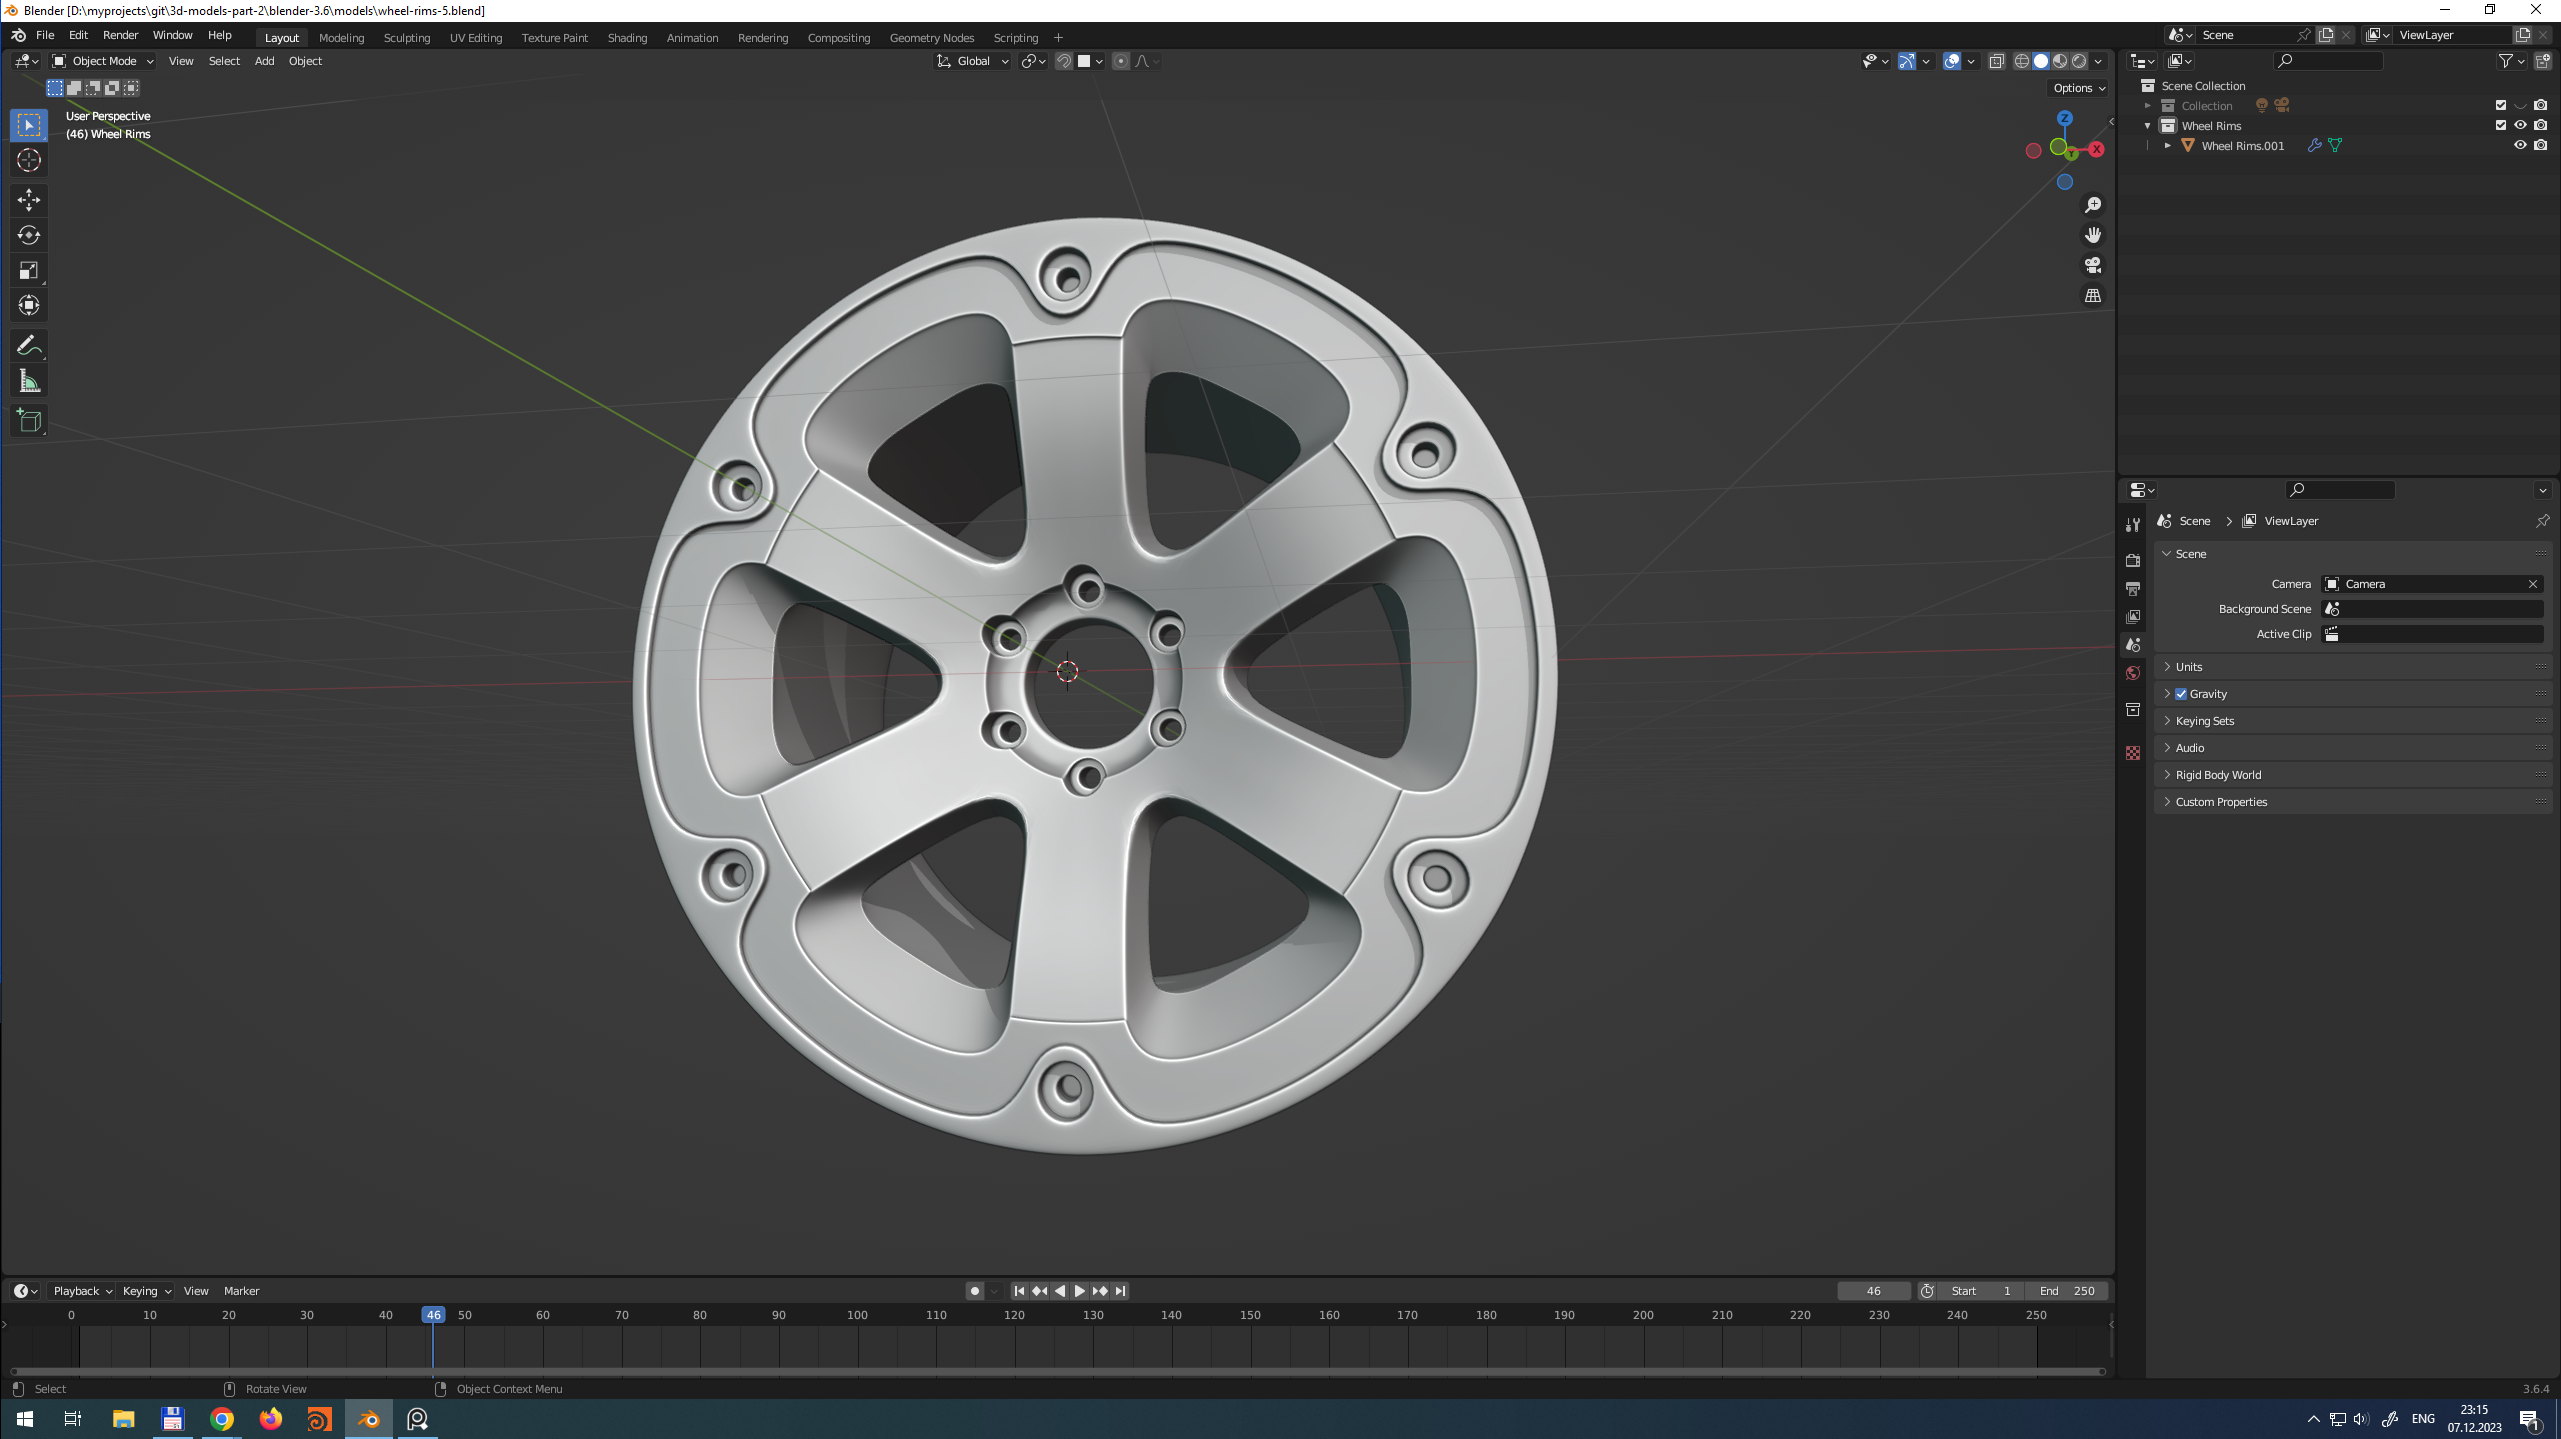 Blender [D:\myprojects\git\3d-models-part-2\blender-3.6\models\wheel-rims-5.blend]
File Edit Render Window Help Layout Modeling Sculpting UV Editing Texture Paint Shading Animation Rendering Compositing Geometry Nodes Scripting + Scene ViewLayer
Object Mode View Select Add Object Global
Options
User Perspective
(46) Wheel Rims
Z
X
Y
Scene Collection
Collection
Wheel Rims
Wheel Rims.001
Scene > ViewLayer
Scene
Camera Camera
Background Scene
Active Clip
Units
Gravity
Keying Sets
Audio
Rigid Body World
Custom Properties
Playback Keying View Marker 46 Start 1 End 250
0 10 20 30 40 46 50 60 70 80 90 100 110 120 130 140 150 160 170 180 190 200 210 220 230 240 250
Select Rotate View Object Context Menu 3.6.4
ENG
23:15
07.12.2023
1